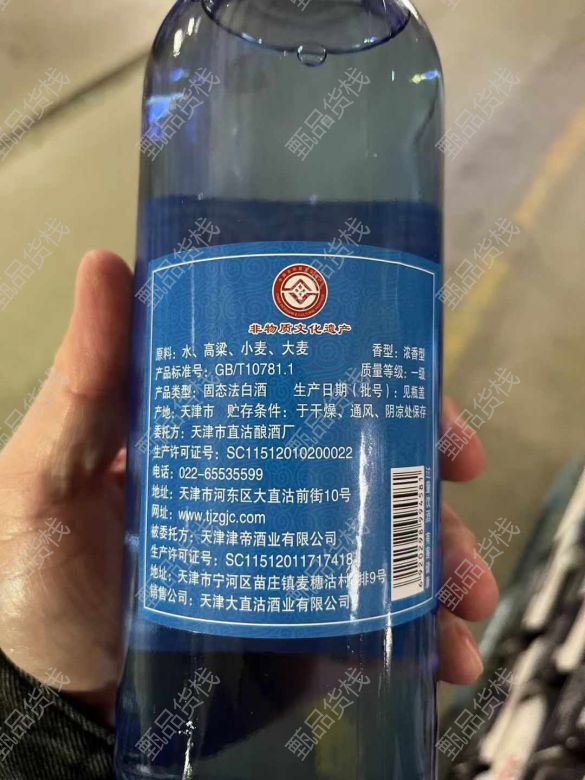 非物质文化遗产
原料：水、高粱、小麦、大麦 香型：浓香型
产品标准号：GB/T10781.1 质量等级：一级
产品类型：固态法白酒 生产日期（批号）：见瓶盖
产地：天津市 贮存条件：于干燥、通风、阴凉处保存
委托方：天津市直沽酿酒厂
生产许可证号：SC11512010200022
电话：022-65535599
地址：天津市河东区大直沽前街10号
网址：www.tjzgjc.com
被委托方：天津津帝酒业有限公司
生产许可证号：SC11512011717418
地址：天津市宁河区苗庄镇麦穗沽村 排9号
销售公司：天津大直沽酒业有限公司
甄品货栈